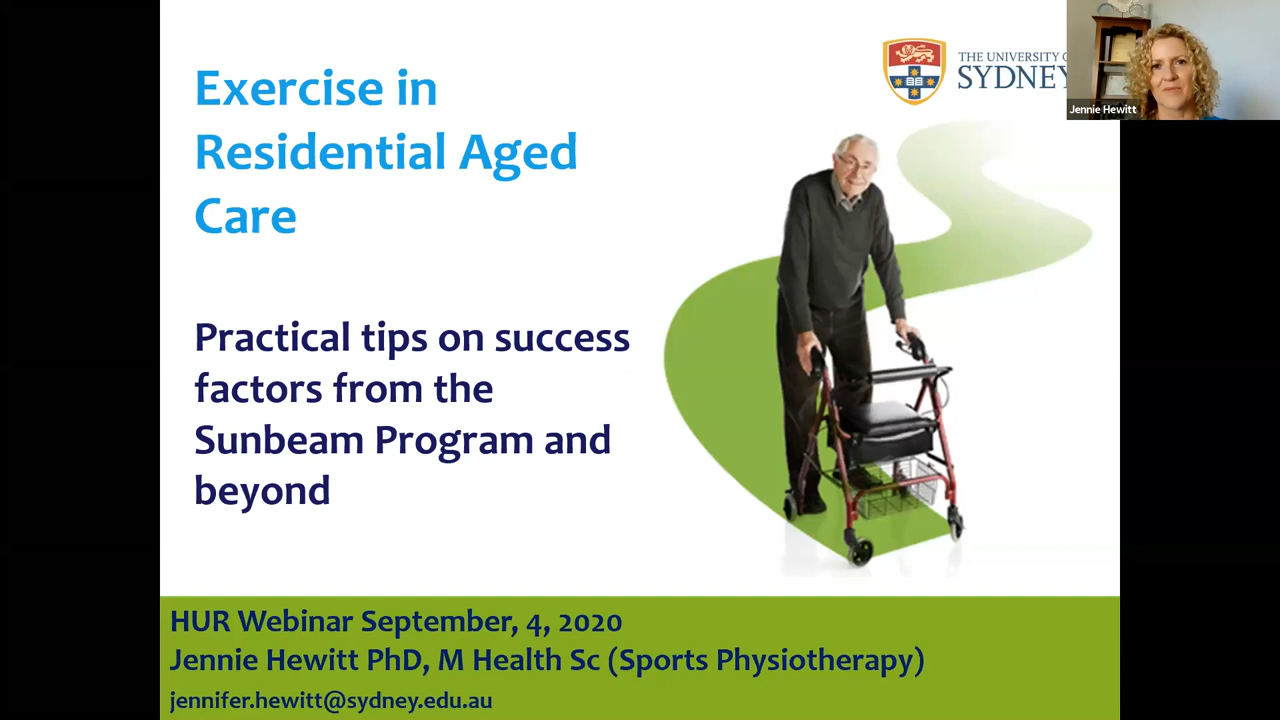 Exercise in
Residential Aged
Care
THE UNIVERSITY O
SYDNEY
Jennie Hewitt
Practical tips on success
factors from the
Sunbeam Program and
beyond
HUR Webinar September, 4, 2020
Jennie Hewitt PhD, M Health Sc (Sports Physiotherapy)
jennifer.hewitt@sydney.edu.au